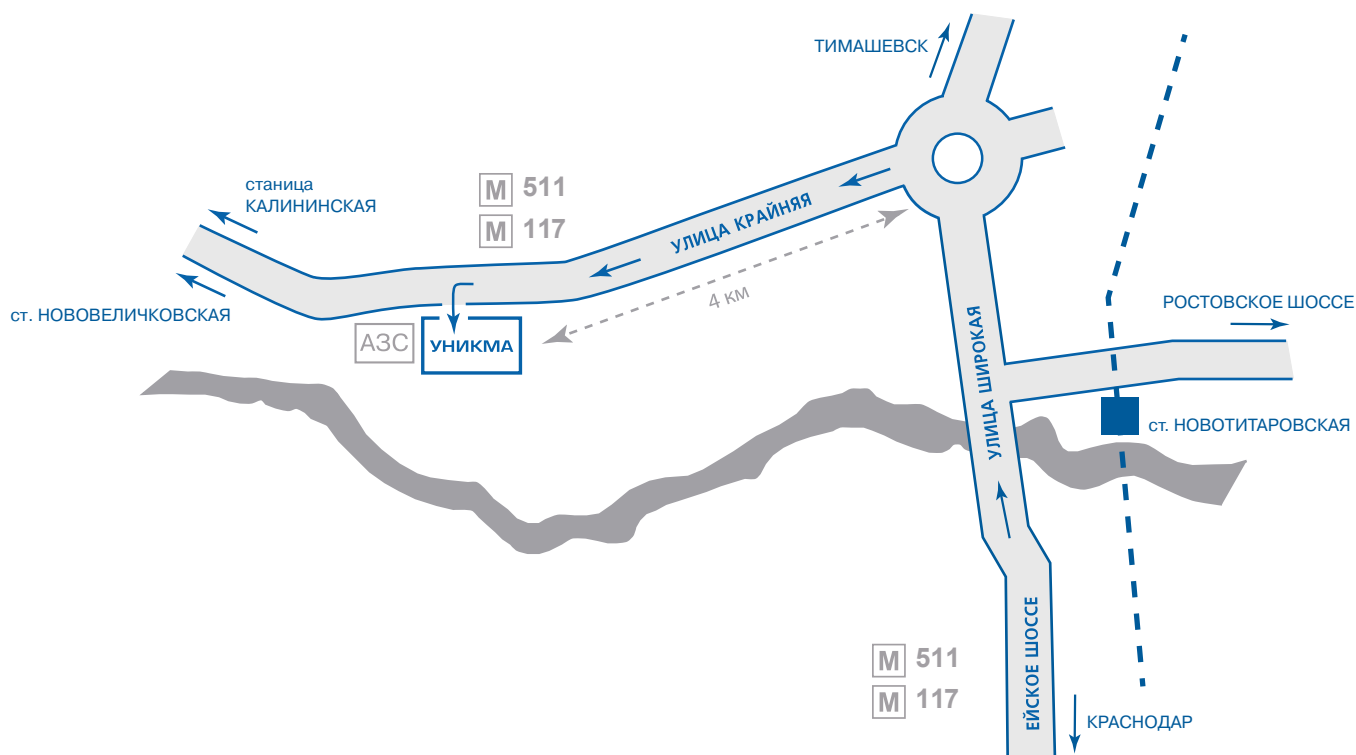 ТИМАШЕВСК
станица
КАЛИНИНСКАЯ
М 511
М 117
УЛИЦА КРАЙНЯЯ
4 км
ст. НОВОВЕЛИЧКОВСКАЯ
АЗС
УНИКМА
РОСТОВСКОЕ ШОССЕ
УЛИЦА ШИРОКАЯ
ст. НОВОТИТАРОВСКАЯ
ЕЙСКОЕ ШОССЕ
М 511
М 117
КРАСНОДАР